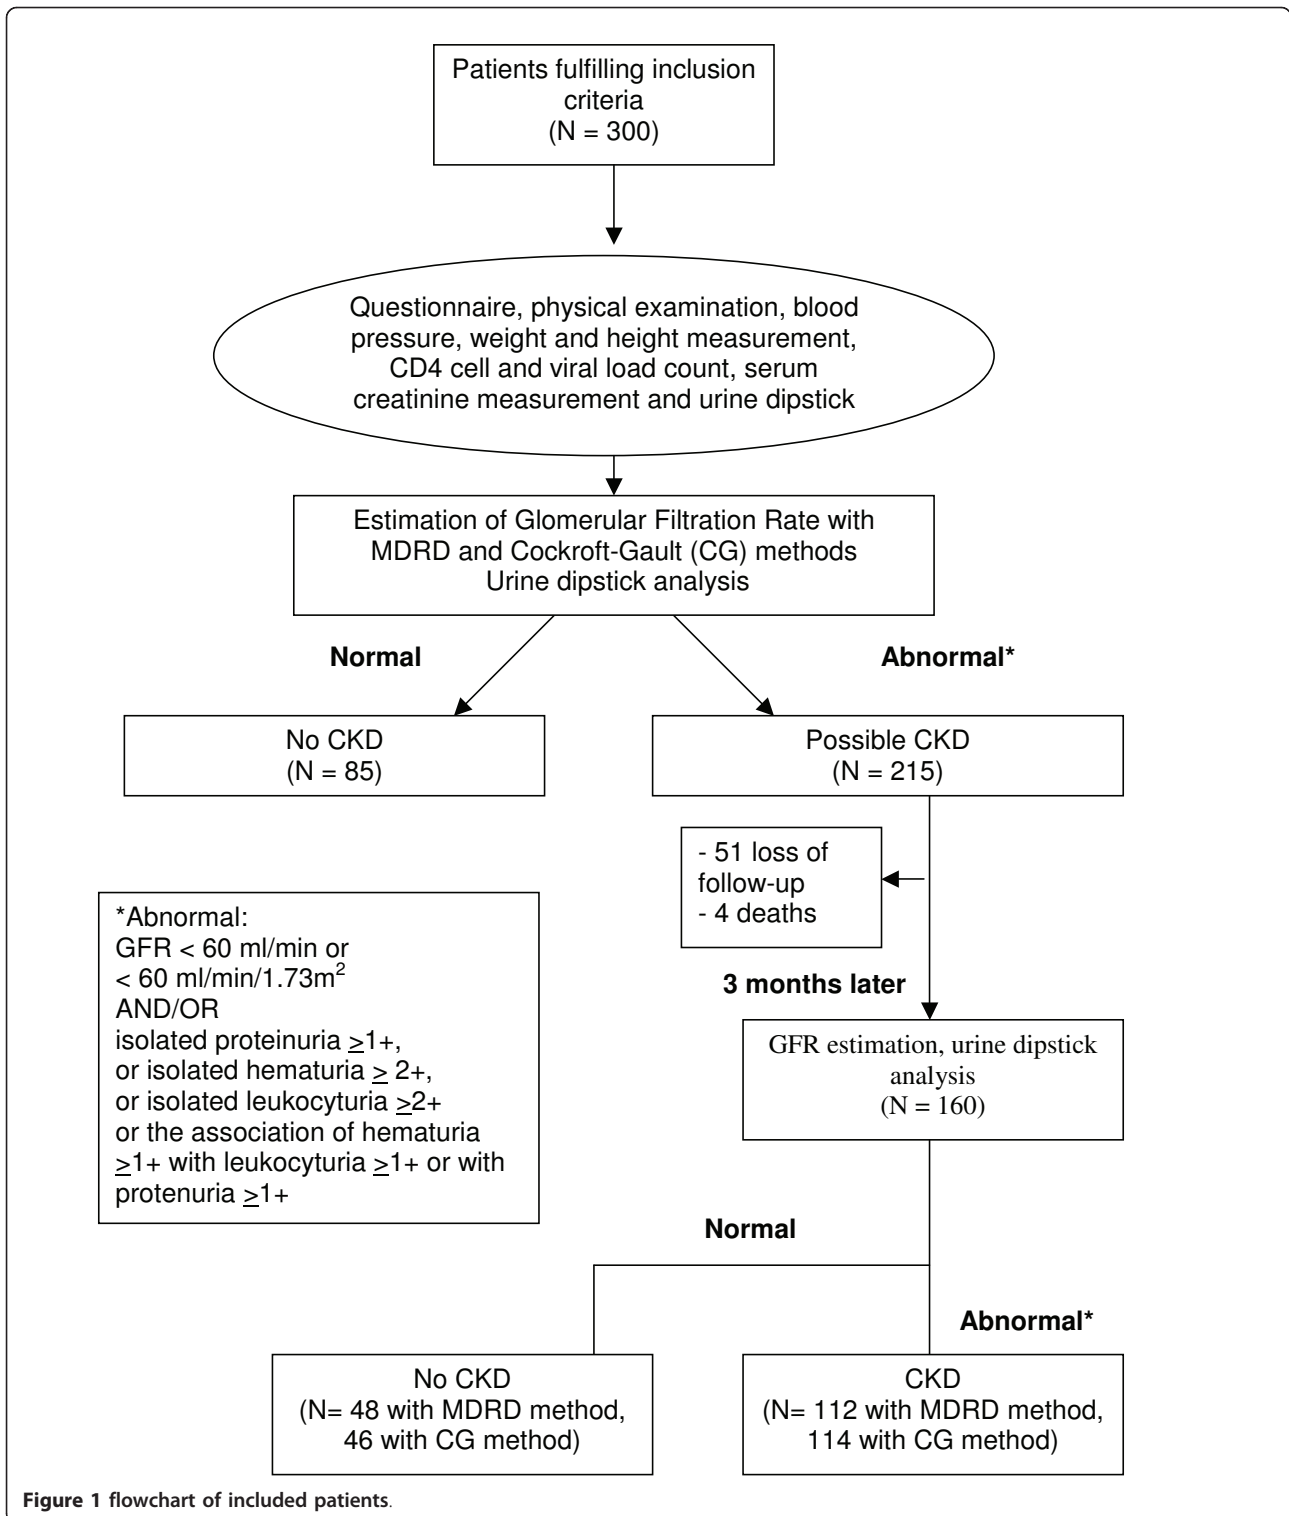 Patients fulfilling inclusion
criteria
(N = 300)
Questionnaire, physical examination, blood
pressure, weight and height measurement,
CD4 cell and viral load count, serum
creatinine measurement and urine dipstick
Estimation of Glomerular Filtration Rate with
MDRD and Cockroft-Gault (CG) methods
Urine dipstick analysis
Normal
Abnormal*
No CKD
(N = 85)
Possible CKD
(N = 215)
- 51 loss of
follow-up
- 4 deaths
*Abnormal:
GFR < 60 ml/min or
< 60 ml/min/1.73m²
AND/OR
isolated proteinuria ≥1+,
or isolated hematuria ≥ 2+,
or isolated leukocyturia ≥2+
or the association of hematuria
≥1+ with leukocyturia ≥1+ or with
protenuria ≥1+
3 months later
GFR estimation, urine dipstick
analysis
(N = 160)
Normal
Abnormal*
No CKD
(N= 48 with MDRD method,
46 with CG method)
CKD
(N= 112 with MDRD method,
114 with CG method)
Figure 1 flowchart of included patients.